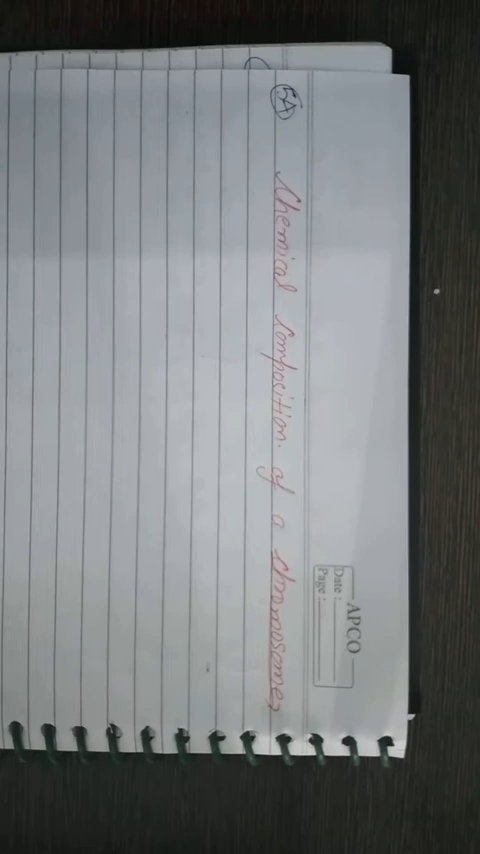 APCO
Date :
Page :
5A Chemical composition. of a chromosomes